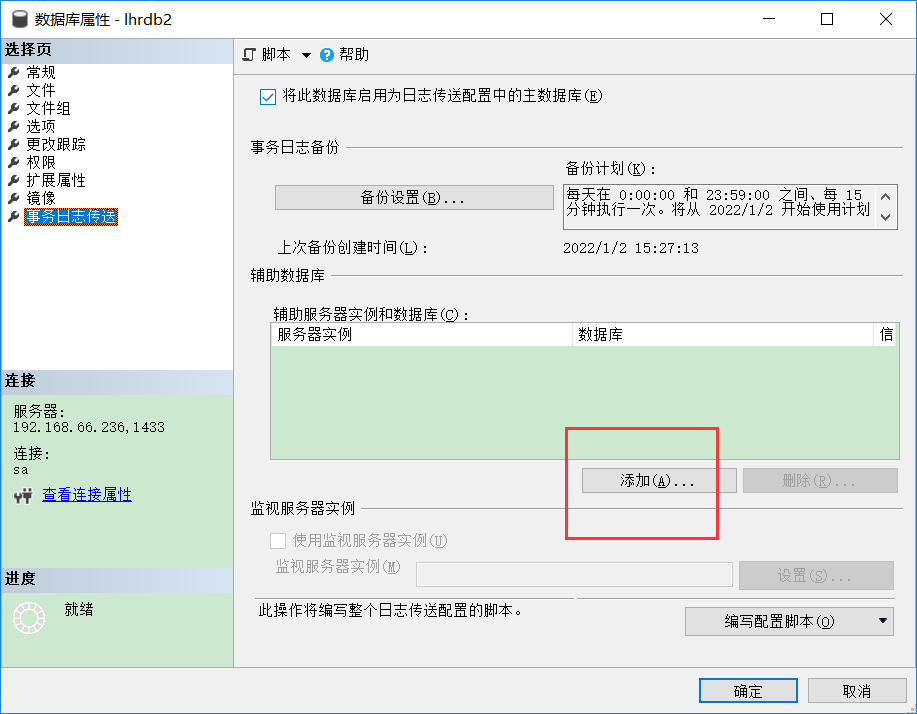 数据库属性 - lhrdb2
选择页
常规
文件
文件组
选项
更改跟踪
权限
扩展属性
镜像
事务日志传送
连接
服务器:
192.168.66.236,1433
连接:
sa
查看连接属性
进度
就绪
脚本 帮助
将此数据库启用为日志传送配置中的主数据库(E)
事务日志备份
备份计划(K):
备份设置(B)...
每天在 0:00:00 和 23:59:00 之间、每 15
分钟执行一次。将从 2022/1/2 开始使用计划
上次备份创建时间(L): 2022/1/2 15:27:13
辅助数据库
辅助服务器实例和数据库(C):
服务器实例 数据库 信
添加(A)... 删除(R)...
监视服务器实例
使用监视服务器实例(U)
监视服务器实例(M) 设置(S)...
此操作将编写整个日志传送配置的脚本。
编写配置脚本(O)
确定 取消